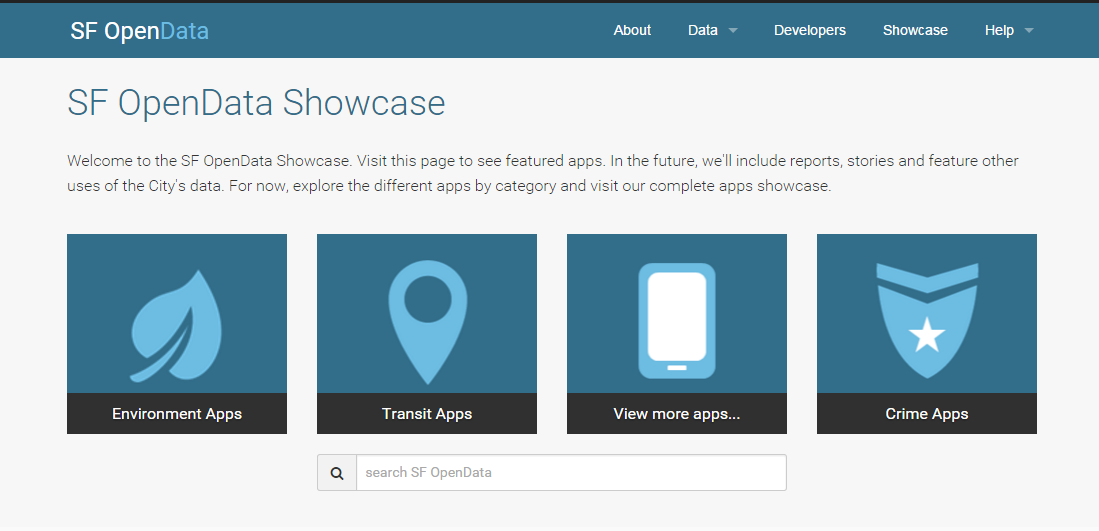 SF OpenData
About Data Developers Showcase Help
SF OpenData Showcase
Welcome to the SF OpenData Showcase. Visit this page to see featured apps. In the future, we'll include reports, stories and feature other
uses of the City's data. For now, explore the different apps by category and visit our complete apps showcase.
Environment Apps
Transit Apps
View more apps...
Crime Apps
search SF OpenData